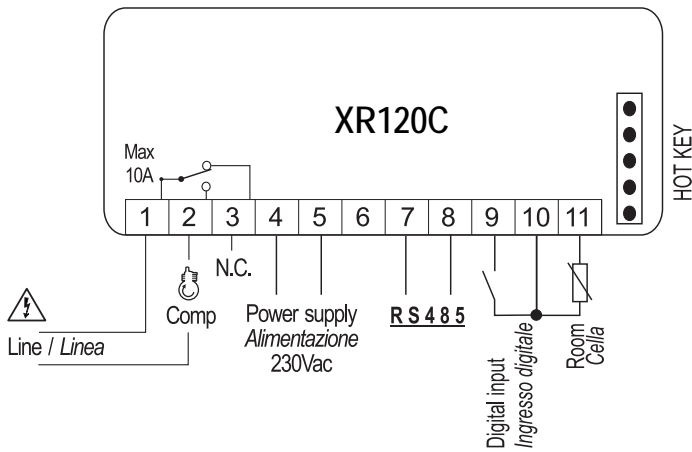 XR120C
HOT KEY
Max
10A
1 2 3 4 5 6 7 8 9 10 11
N.C.
Comp
Line / Linea
Power supply
Alimentazione
230Vac
RS485
Digital input
Ingresso digitale
Room
Cella